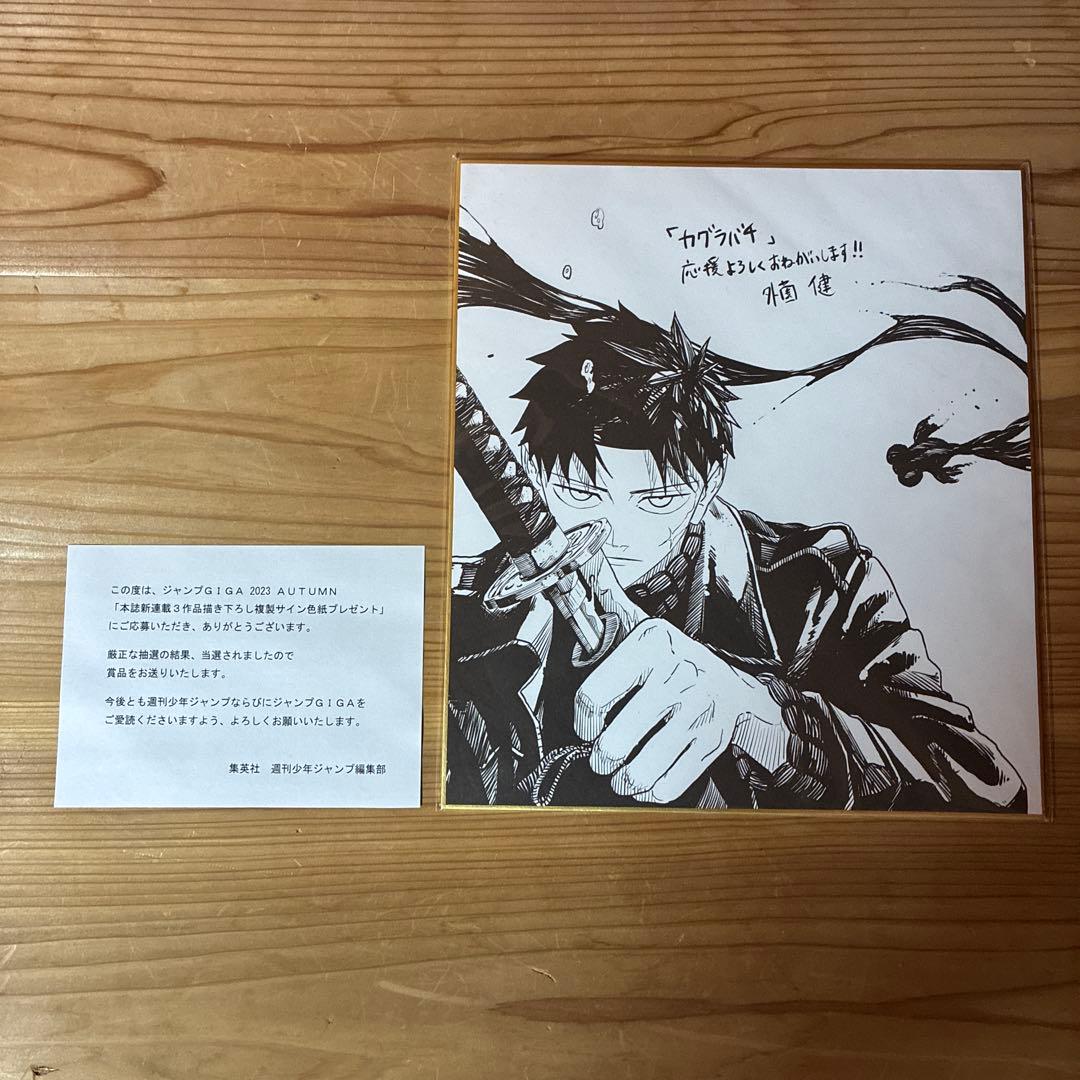 この度は、ジャンプＧＩＧＡ 2023 ＡＵＴＵＭＮ
「本誌新連載３作品描き下ろし複製サイン色紙プレゼント」
にご応募いただき、ありがとうございます。
厳正な抽選の結果、当選されましたので
賞品をお送りいたします。
今後とも週刊少年ジャンプならびにジャンプＧＩＧＡを
ご愛読くださいますよう、よろしくお願いいたします。
集英社　週刊少年ジャンプ編集部
「カグラバチ」
応援よろしくおねがいします!!
外薗 健